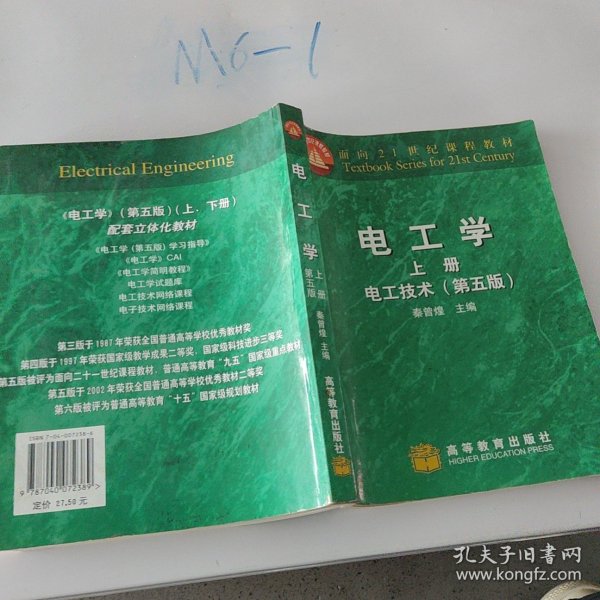 M6-1
Electrical Engineering
《电工学》（第五版）（上．下册）
配套立体化教材
《电工学（第五版）学习指导》
《电工学》CAI
《电工学简明教程》
电工学试题库
电工技术网络课程
电子技术网络课程
第三版于1987年荣获全国普通高等学校优秀教材奖
第四版于1997年荣获国家级教学成果二等奖，国家级科技进步三等奖
第五版被评为面向二十一世纪课程教材，普通高等教育“九五”国家级重点教材
第五版于2002年荣获全国普通高等学校优秀教材二等奖
第六版被评为普通高等教育“十五”国家级规划教材
ISBN 7-04-007238-6
9 787040 072389 >
定价 27.50 元
电工学
上册
第五版
秦曾煌 主编
高等教育出版社
面向21世纪课程教材
Textbook Series for 21st Century
电工学
上册
电工技术（第五版）
秦曾煌 主编
高等教育出版社
HIGHER EDUCATION PRESS
孔夫子旧书网
www.kongfz.com